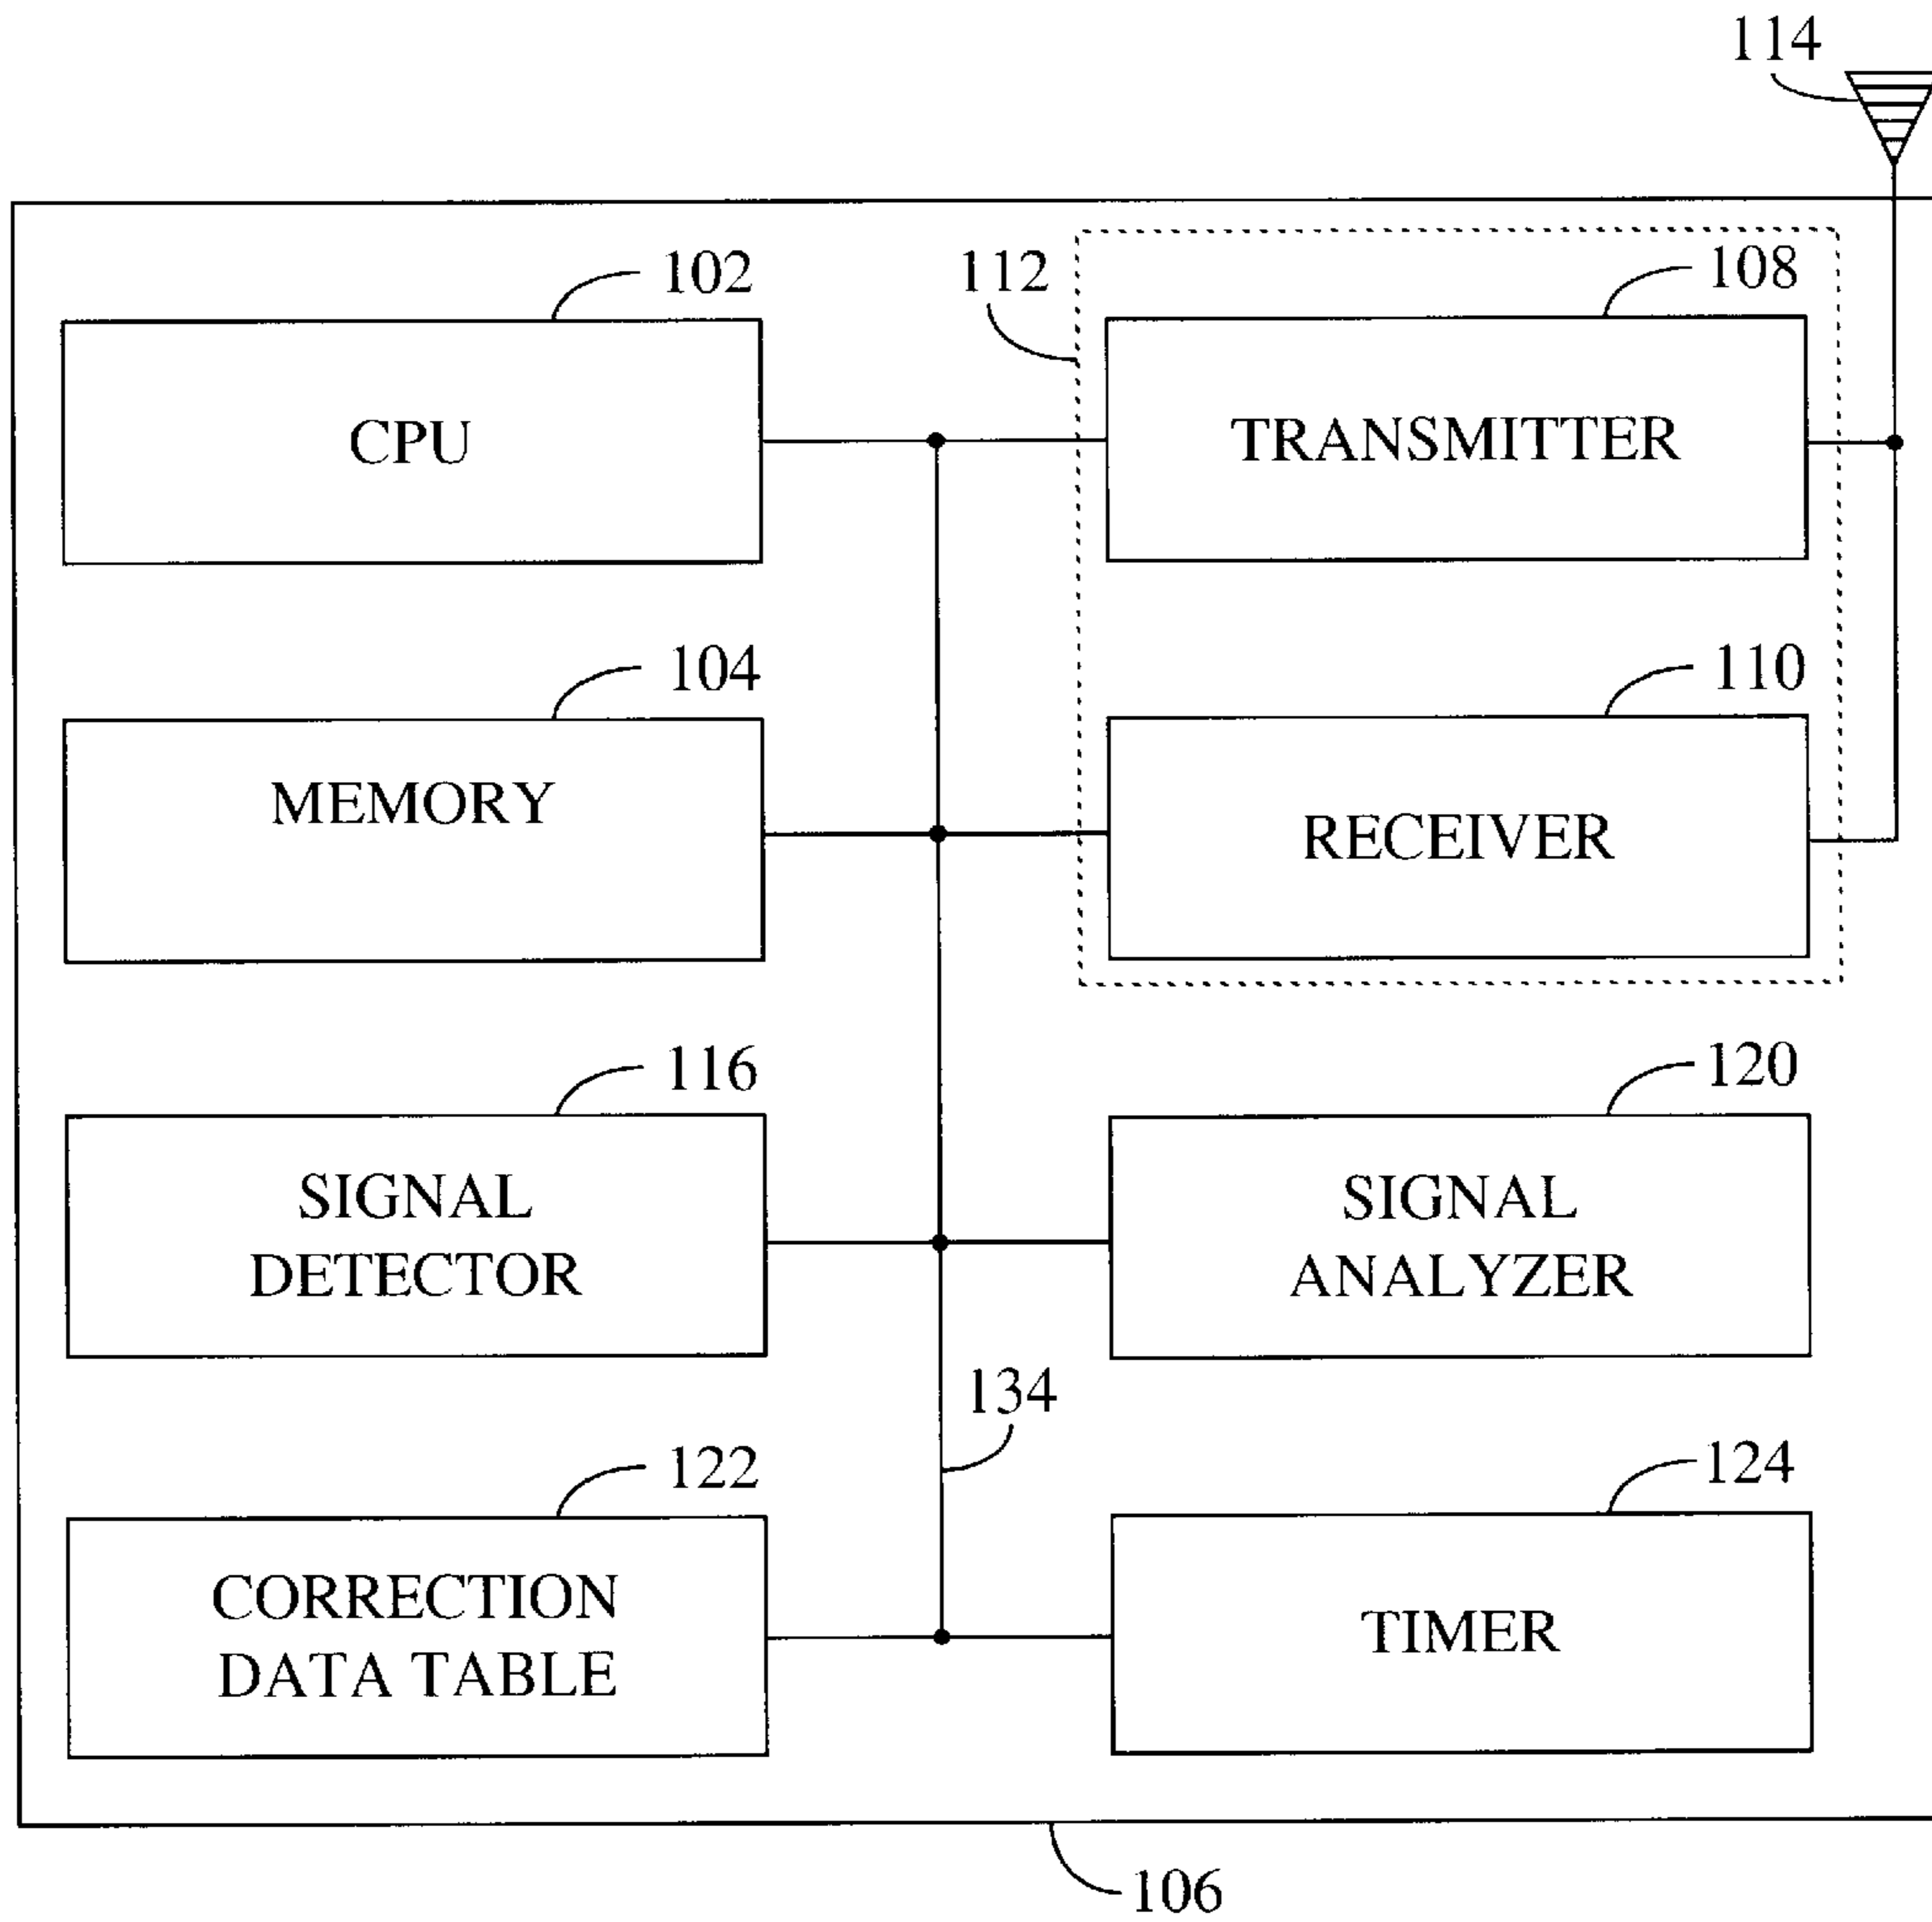 114
102
112
108
CPU
TRANSMITTER
104
110
MEMORY
RECEIVER
116
120
SIGNAL
DETECTOR
SIGNAL
ANALYZER
134
122
124
CORRECTION
DATA TABLE
TIMER
106